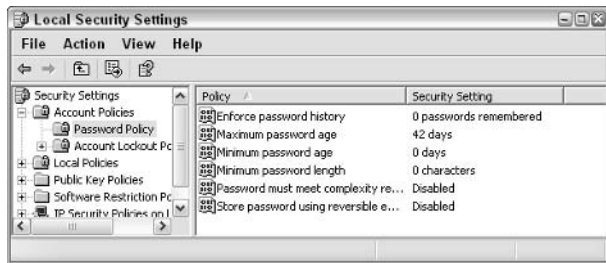 Local Security Settings
File Action View Help
Security Settings
Account Policies
Password Policy
Account Lockout Pc
Local Policies
Public Key Policies
Software Restriction Pc
IP Security Policies on L
Policy Security Setting
Enforce password history 0 passwords remembered
Maximum password age 42 days
Minimum password age 0 days
Minimum password length 0 characters
Password must meet complexity re... Disabled
Store password using reversible e... Disabled